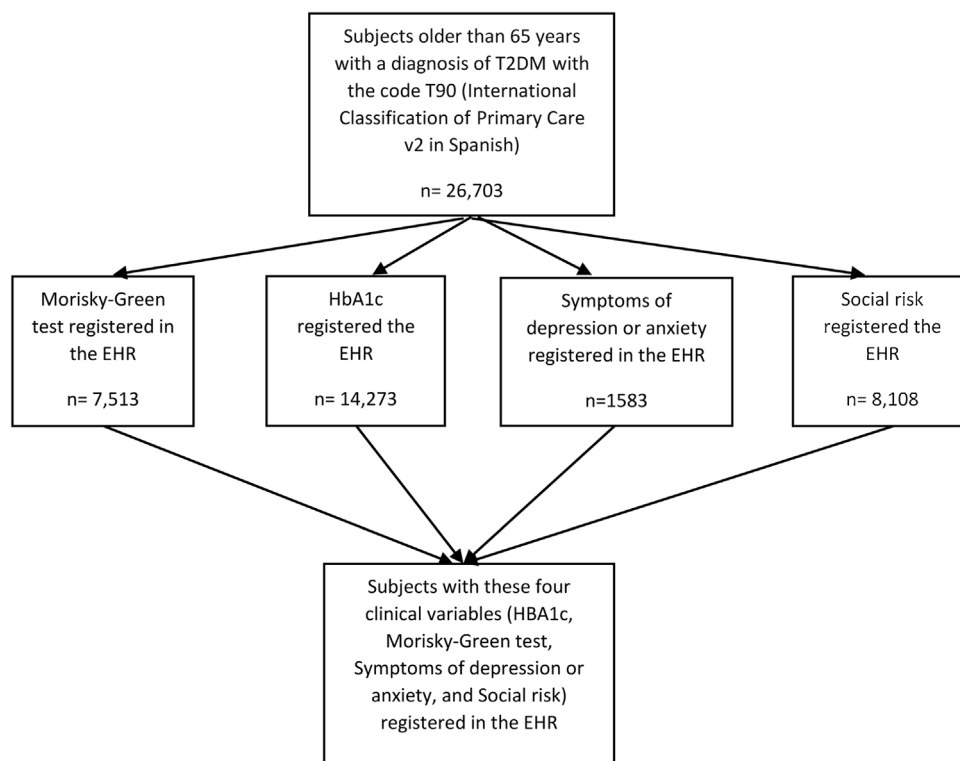 Subjects older than 65 years
with a diagnosis of T2DM with
the code T90 (International
Classification of Primary Care
v2 in Spanish)
n= 26,703
Morisky-Green
test registered in
the EHR
n= 7,513
HbA1c
registered the
EHR
n= 14,273
Symptoms of
depression or anxiety
registered in the EHR
n=1583
Social risk
registered the
EHR
n= 8,108
Subjects with these four
clinical variables (HBA1c,
Morisky-Green test,
Symptoms of depression or
anxiety, and Social risk)
registered in the EHR